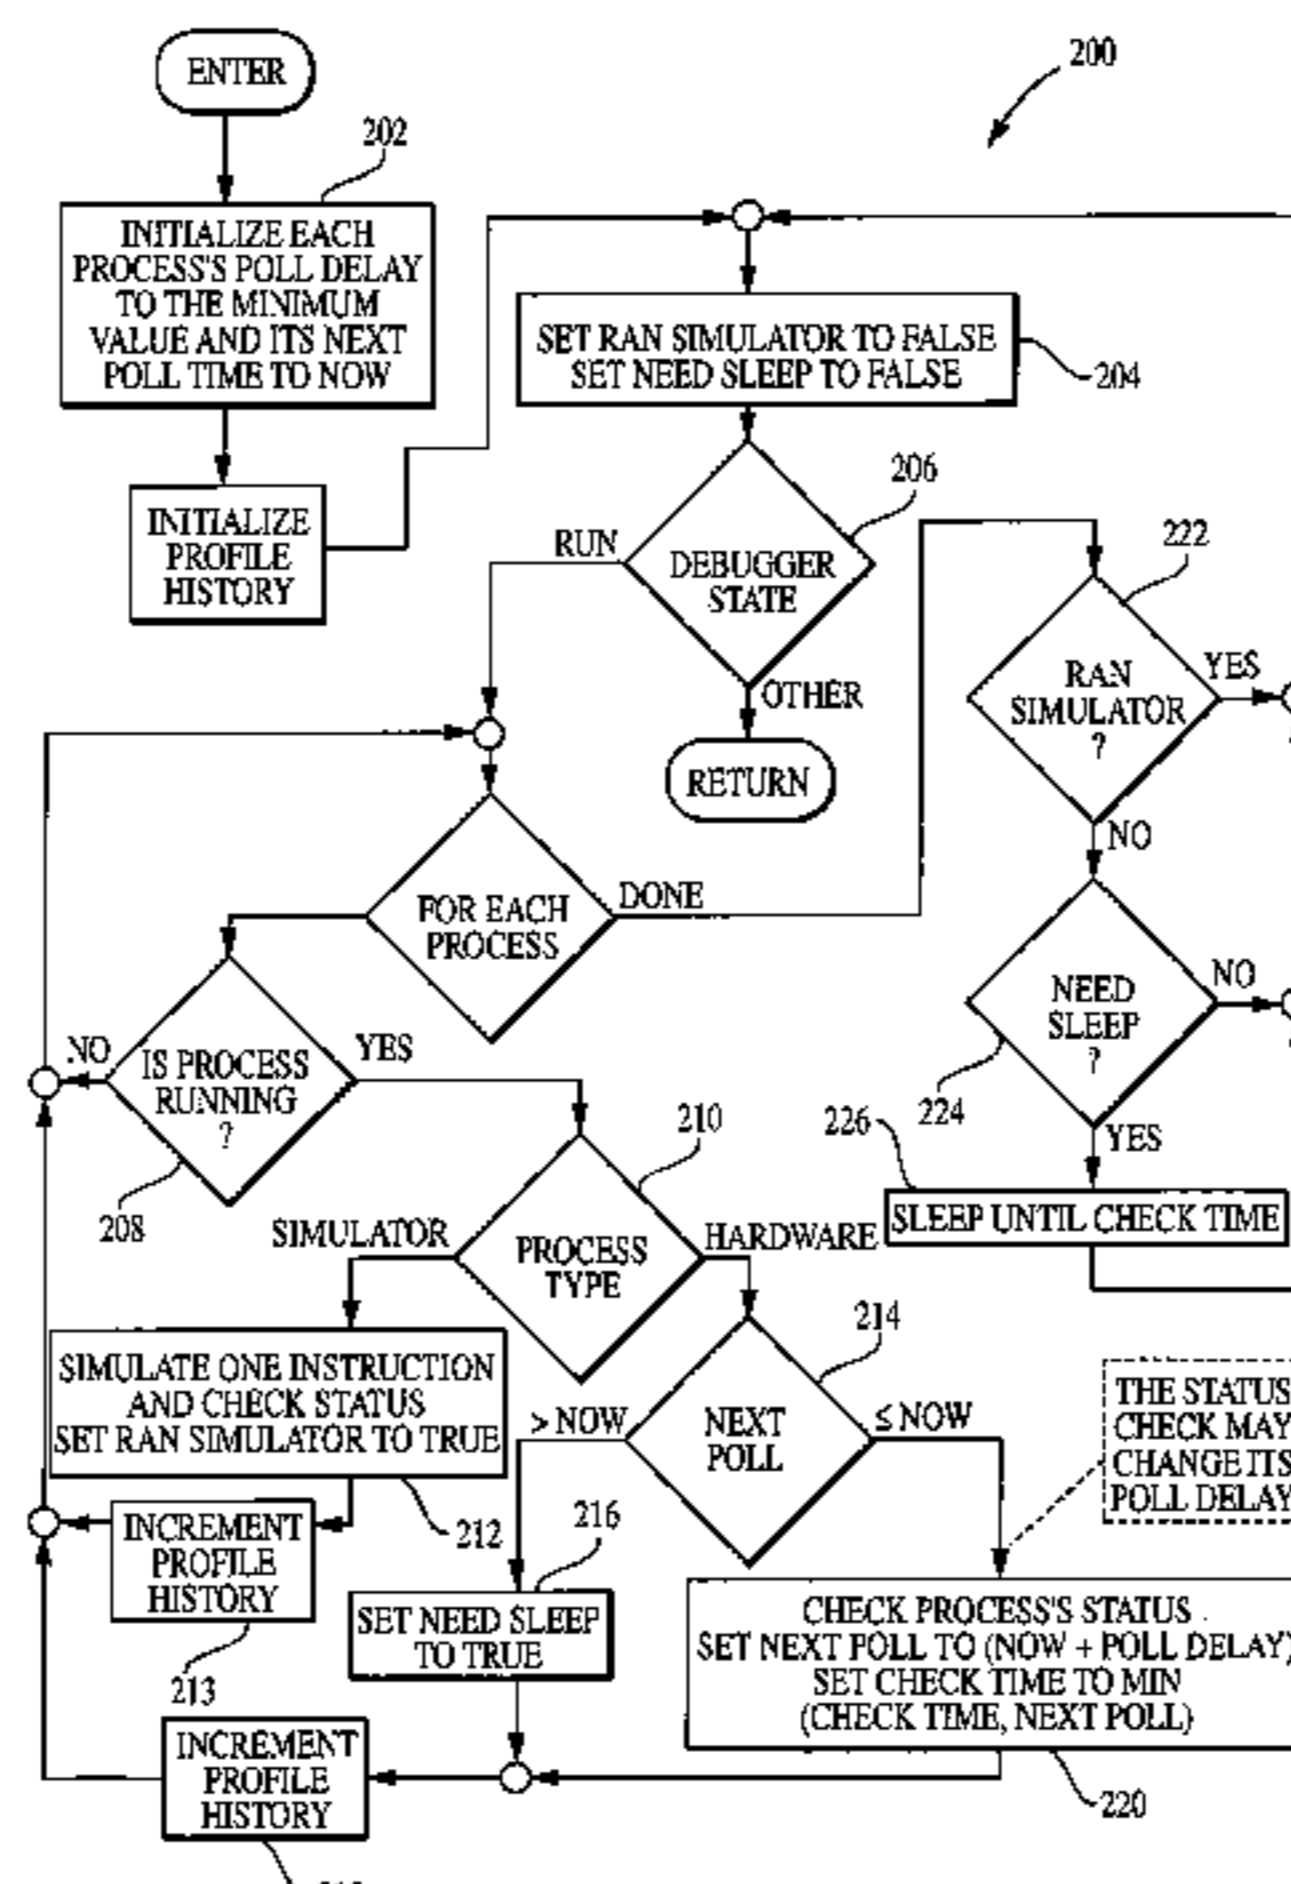 ENTER
200
202
INITIALIZE EACH
PROCESS'S POLL DELAY
TO THE MINIMUM
VALUE AND ITS NEXT
POLL TIME TO NOW
SET RAN SIMULATOR TO FALSE
SET NEED SLEEP TO FALSE
204
INITIALIZE
PROFILE
HISTORY
206
RUN
DEBUGGER
STATE
OTHER
RETURN
222
RAN
SIMULATOR
?
YES
NO
FOR EACH
PROCESS
DONE
NEED
SLEEP
?
NO
224
YES
226
SLEEP UNTIL CHECK TIME
NO
IS PROCESS
RUNNING
?
YES
208
210
SIMULATOR
PROCESS
TYPE
HARDWARE
SIMULATE ONE INSTRUCTION
AND CHECK STATUS
SET RAN SIMULATOR TO TRUE
212
214
> NOW
NEXT
POLL
≤ NOW
THE STATUS
CHECK MAY
CHANGE ITS
POLL DELAY
INCREMENT
PROFILE
HISTORY
213
216
SET NEED SLEEP
TO TRUE
CHECK PROCESS'S STATUS
SET NEXT POLL TO (NOW + POLL DELAY)
SET CHECK TIME TO MIN
(CHECK TIME, NEXT POLL)
220
INCREMENT
PROFILE
HISTORY